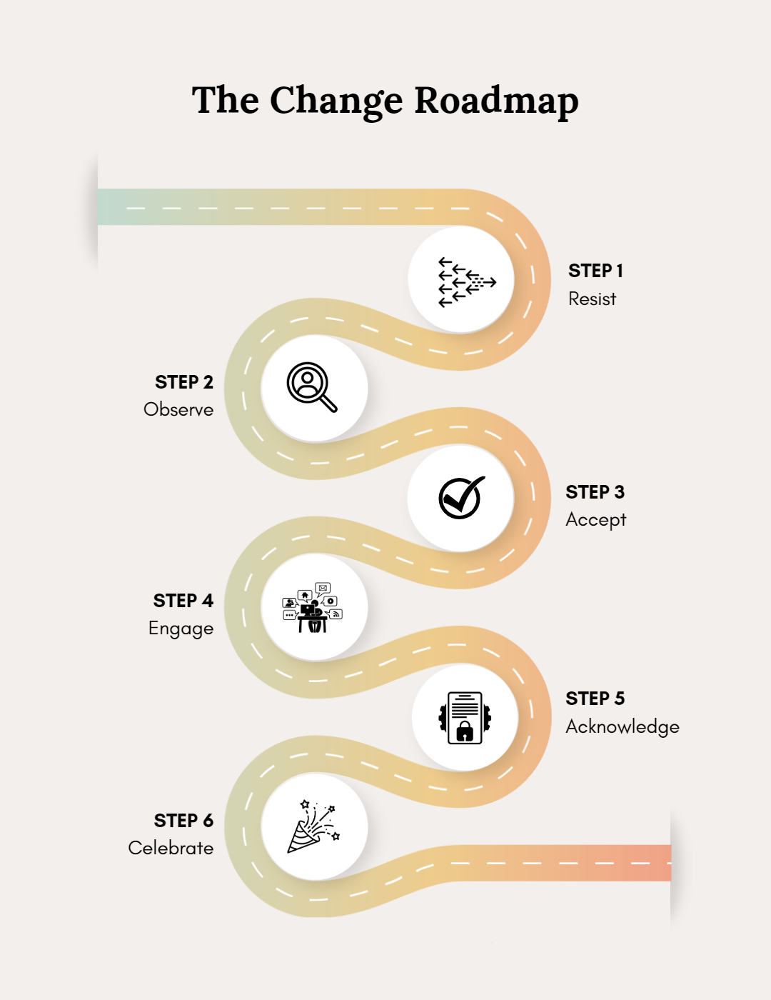 The Change Roadmap
STEP 1
Resist
STEP 2
Observe
STEP 3
Accept
STEP 4
Engage
STEP 5
Acknowledge
STEP 6
Celebrate